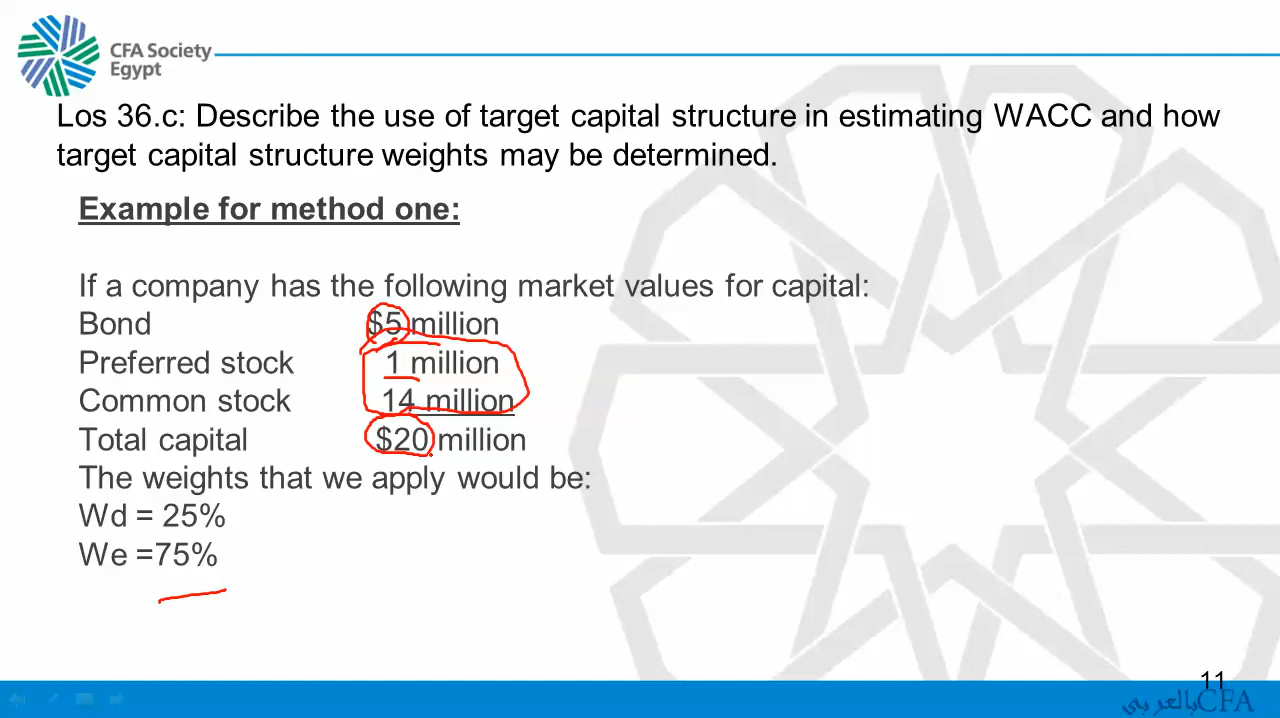 CFA Society
Egypt
Los 36.c: Describe the use of target capital structure in estimating WACC and how
target capital structure weights may be determined.
Example for method one:
If a company has the following market values for capital:
Bond $5 million
Preferred stock 1 million
Common stock 14 million
Total capital $20 million
The weights that we apply would be:
Wd = 25%
We =75%
11
CFAبالعربي